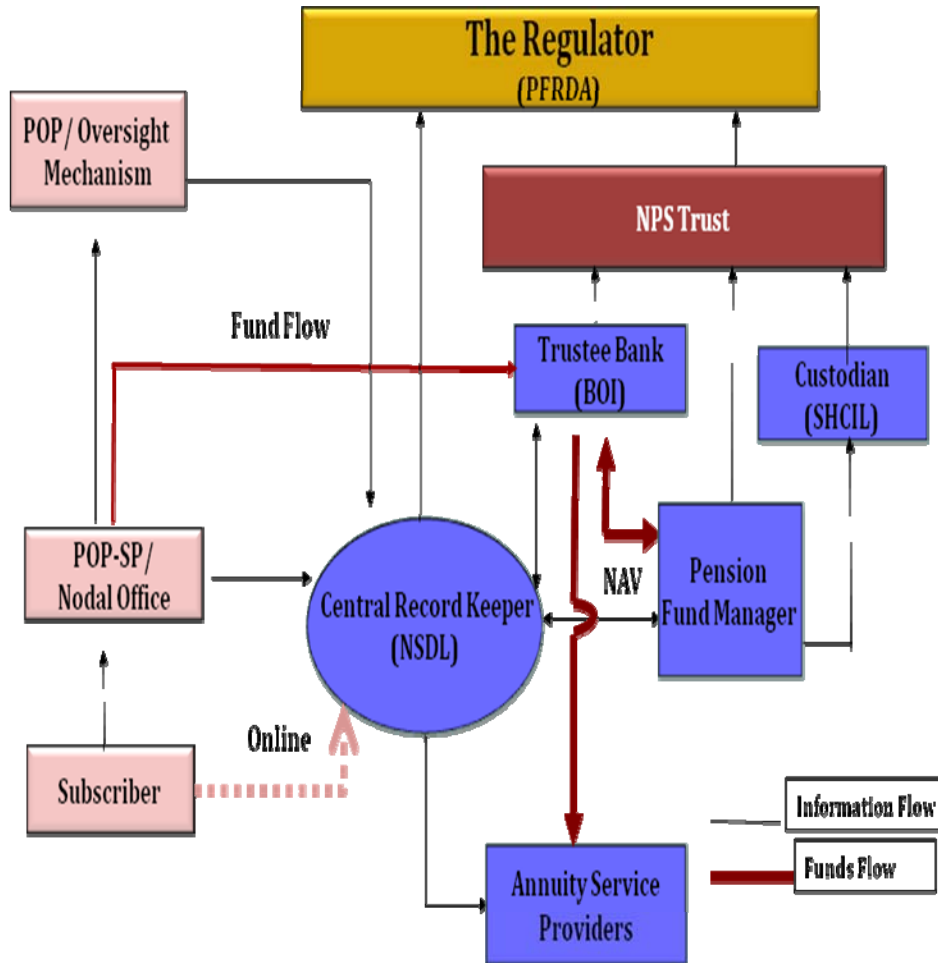 The Regulator
(PFRDA)
POP / Oversight
Mechanism
NPS Trust
Fund Flow
Trustee Bank
(BOI)
Custodian
(SHCIL)
POP-SP /
Nodal Office
Central Record Keeper
(NSDL)
NAV
Pension
Fund Manager
Online
Subscriber
Information Flow
Funds Flow
Annuity Service
Providers